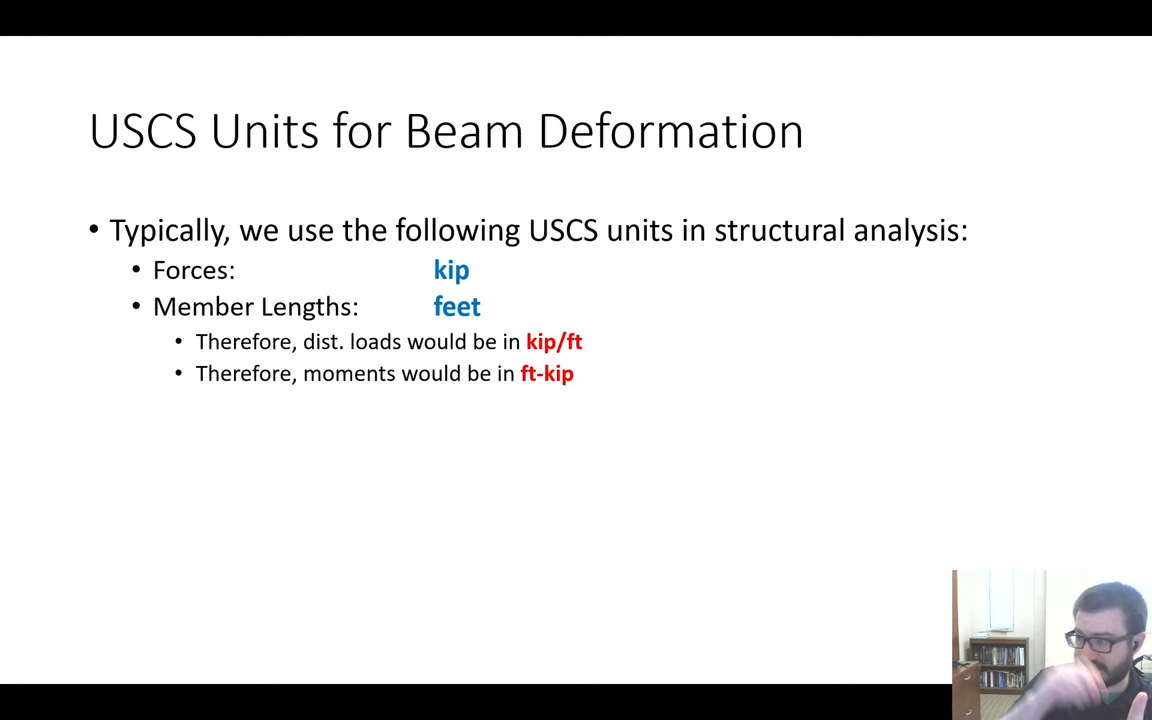 USCS Units for Beam Deformation
• Typically, we use the following USCS units in structural analysis:
• Forces: kip
• Member Lengths: feet
• Therefore, dist. loads would be in kip/ft
• Therefore, moments would be in ft-kip